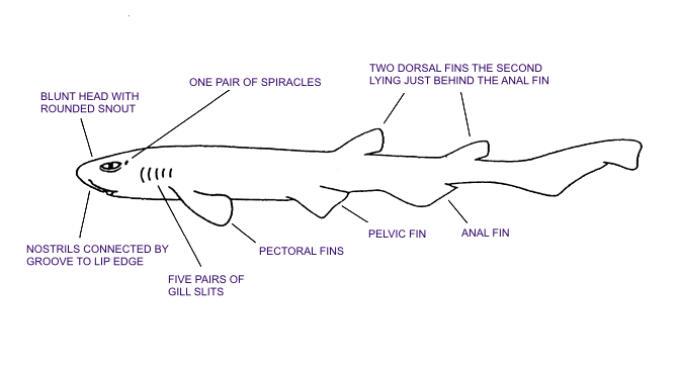 TWO DORSAL FINS THE SECOND
LYING JUST BEHIND THE ANAL FIN
ONE PAIR OF SPIRACLES
BLUNT HEAD WITH
ROUNDED SNOUT
NOSTRILS CONNECTED BY
GROOVE TO LIP EDGE
FIVE PAIRS OF
GILL SLITS
PECTORAL FINS
PELVIC FIN
ANAL FIN